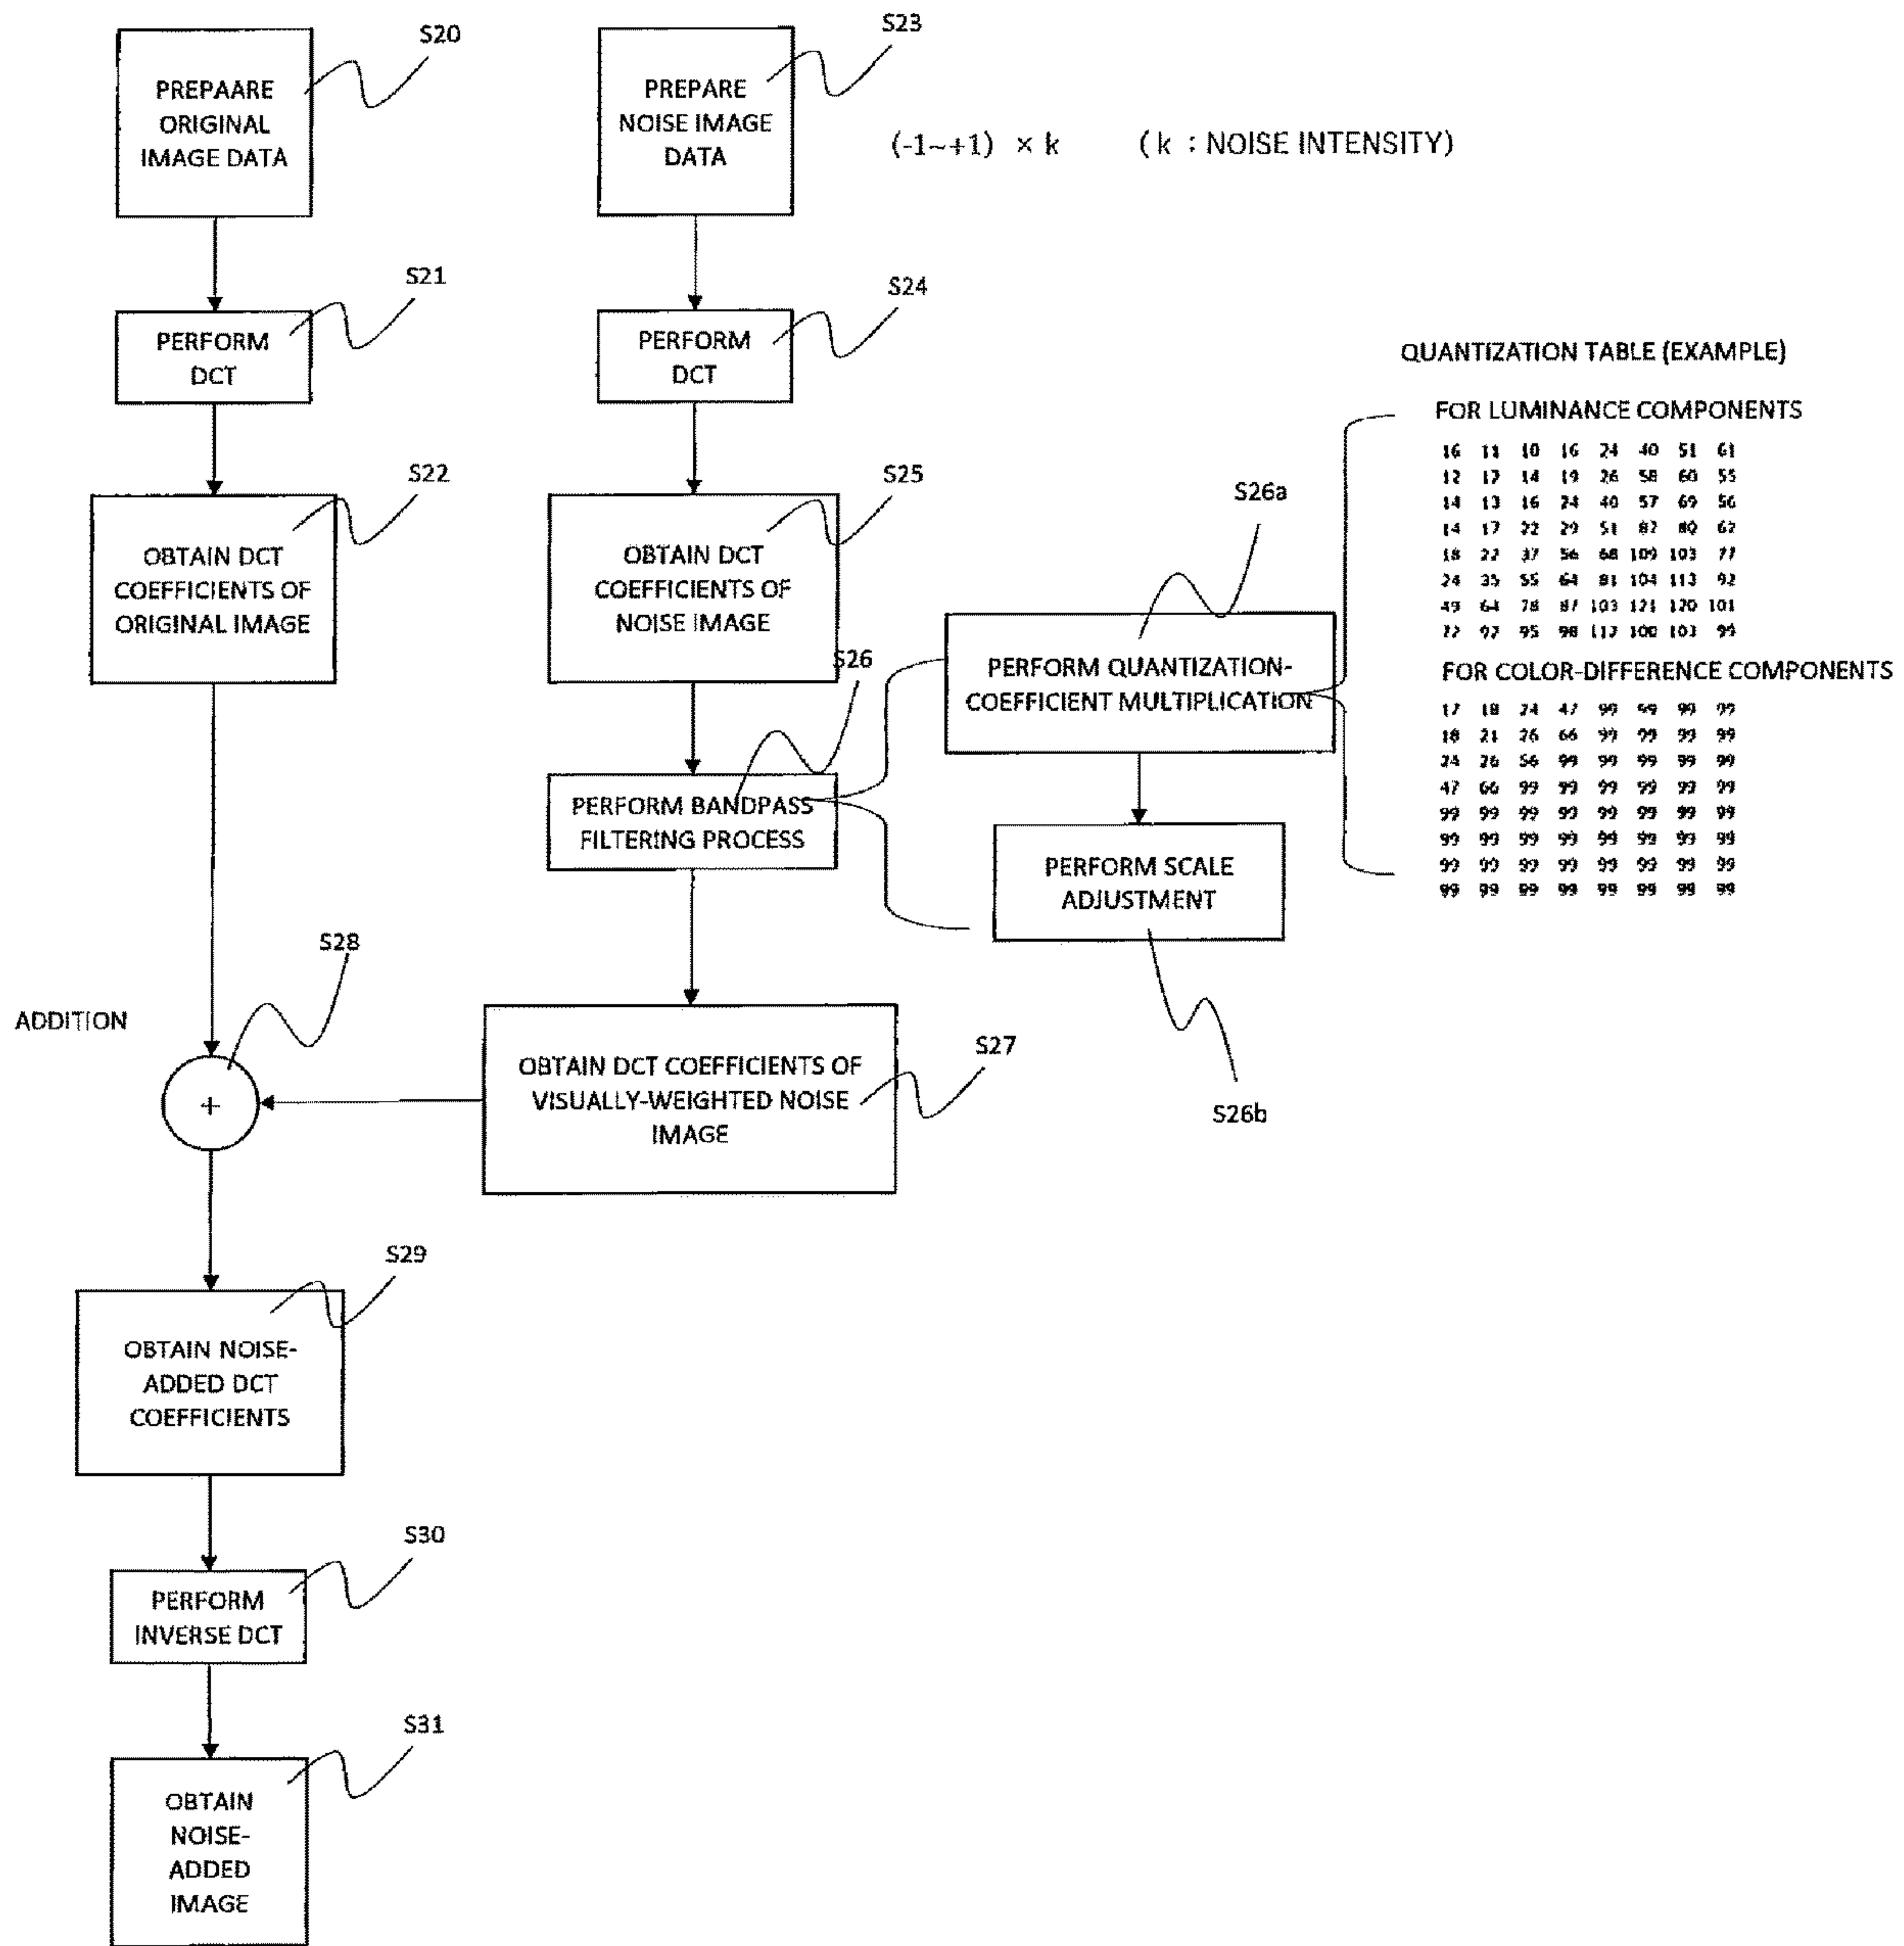 S20
PREPAARE
ORIGINAL
IMAGE DATA
S23
PREPARE
NOISE IMAGE
DATA
(-1~+1) × k (k : NOISE INTENSITY)
S21
PERFORM
DCT
S24
PERFORM
DCT
S22
OBTAIN DCT
COEFFICIENTS OF
ORIGINAL IMAGE
S25
OBTAIN DCT
COEFFICIENTS OF
NOISE IMAGE
S26
PERFORM BANDPASS
FILTERING PROCESS
S26a
PERFORM QUANTIZATION-
COEFFICIENT MULTIPLICATION
PERFORM SCALE
ADJUSTMENT
S26b
QUANTIZATION TABLE (EXAMPLE)
FOR LUMINANCE COMPONENTS
16 11 10 16 24 40 51 61
12 12 14 19 26 58 60 55
14 13 16 24 40 57 69 56
14 17 22 29 51 87 80 62
18 22 37 56 68 109 103 77
24 35 55 64 81 104 113 92
49 64 78 87 103 121 120 101
72 92 95 98 112 100 103 99
FOR COLOR-DIFFERENCE COMPONENTS
17 18 24 47 99 99 99 99
18 21 26 66 99 99 99 99
24 26 56 99 99 99 99 99
47 66 99 99 99 99 99 99
99 99 99 99 99 99 99 99
99 99 99 99 99 99 99 99
99 99 99 99 99 99 99 99
99 99 99 99 99 99 99 99
S27
OBTAIN DCT COEFFICIENTS OF
VISUALLY-WEIGHTED NOISE
IMAGE
S28
ADDITION
+
S29
OBTAIN NOISE-
ADDED DCT
COEFFICIENTS
S30
PERFORM
INVERSE DCT
S31
OBTAIN
NOISE-
ADDED
IMAGE